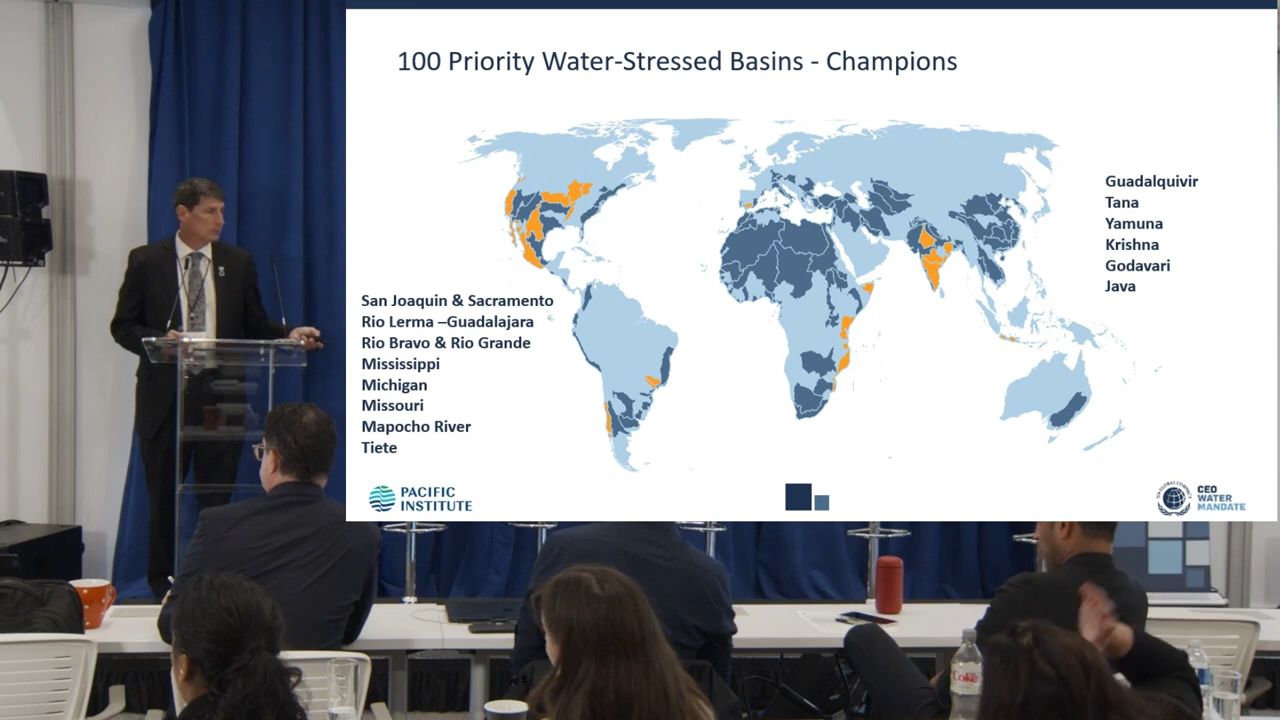 100 Priority Water-Stressed Basins - Champions
San Joaquin & Sacramento
Rio Lerma –Guadalajara
Rio Bravo & Rio Grande
Mississippi
Michigan
Missouri
Mapocho River
Tiete
Guadalquivir
Tana
Yamuna
Krishna
Godavari
Java
PACIFIC
INSTITUTE
CEO
WATER
MANDATE
Coke